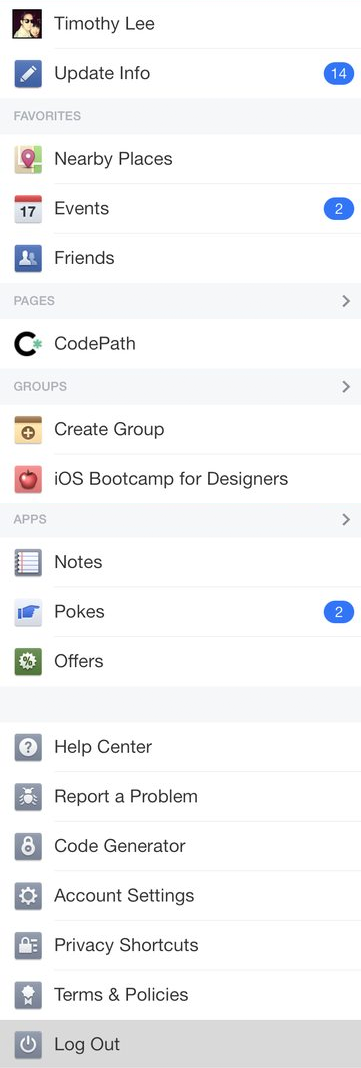 Timothy Lee
Update Info 14
FAVORITES
Nearby Places
17 Events 2
Friends
PAGES
CodePath
GROUPS
Create Group
iOS Bootcamp for Designers
APPS
Notes
Pokes 2
% Offers
? Help Center
Report a Problem
Code Generator
Account Settings
Privacy Shortcuts
Terms & Policies
Log Out